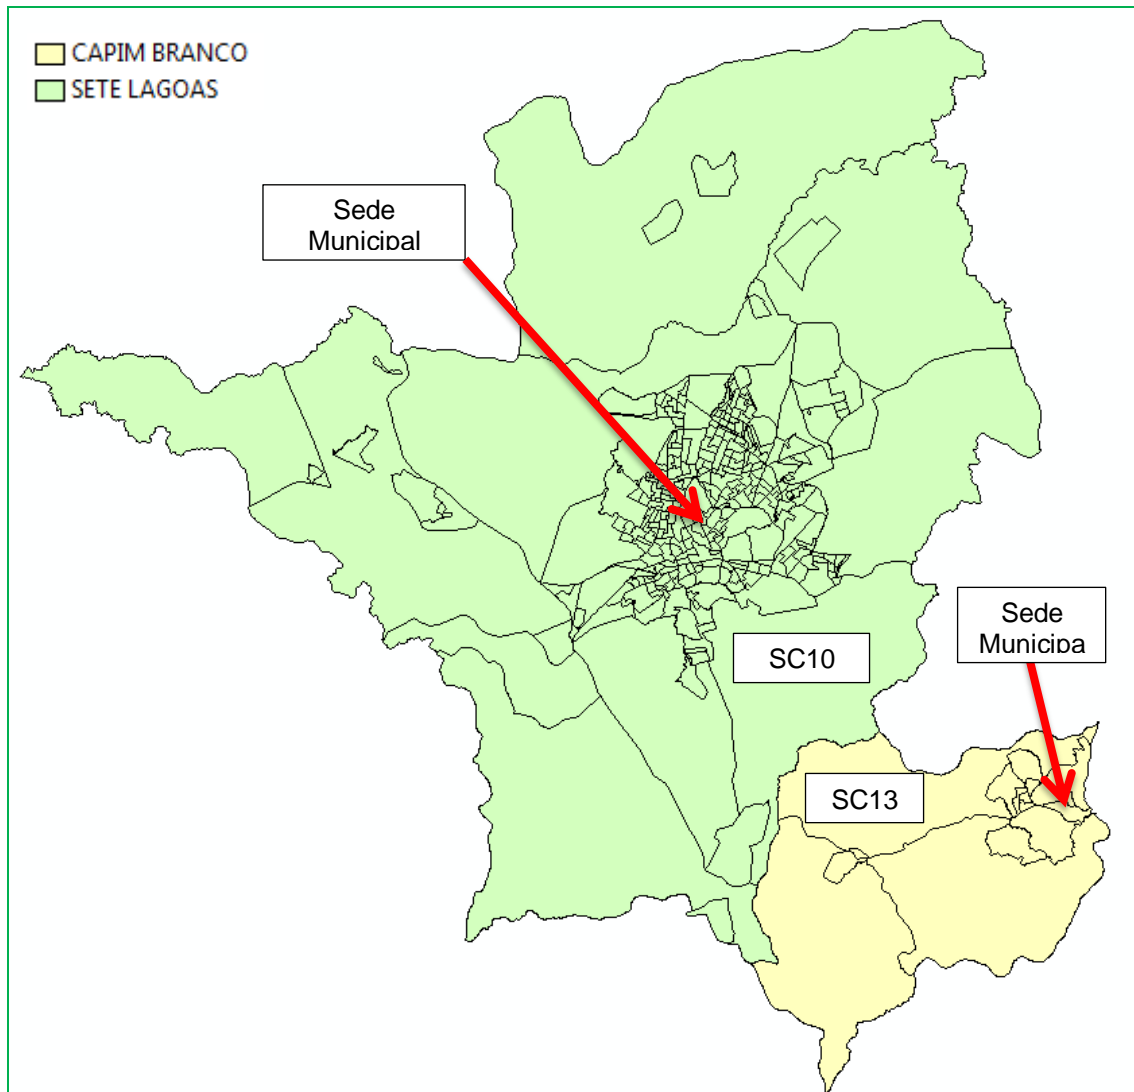 CAPIM BRANCO
SETE LAGOAS
Sede
Municipal
SC10
Sede
Municipa
SC13